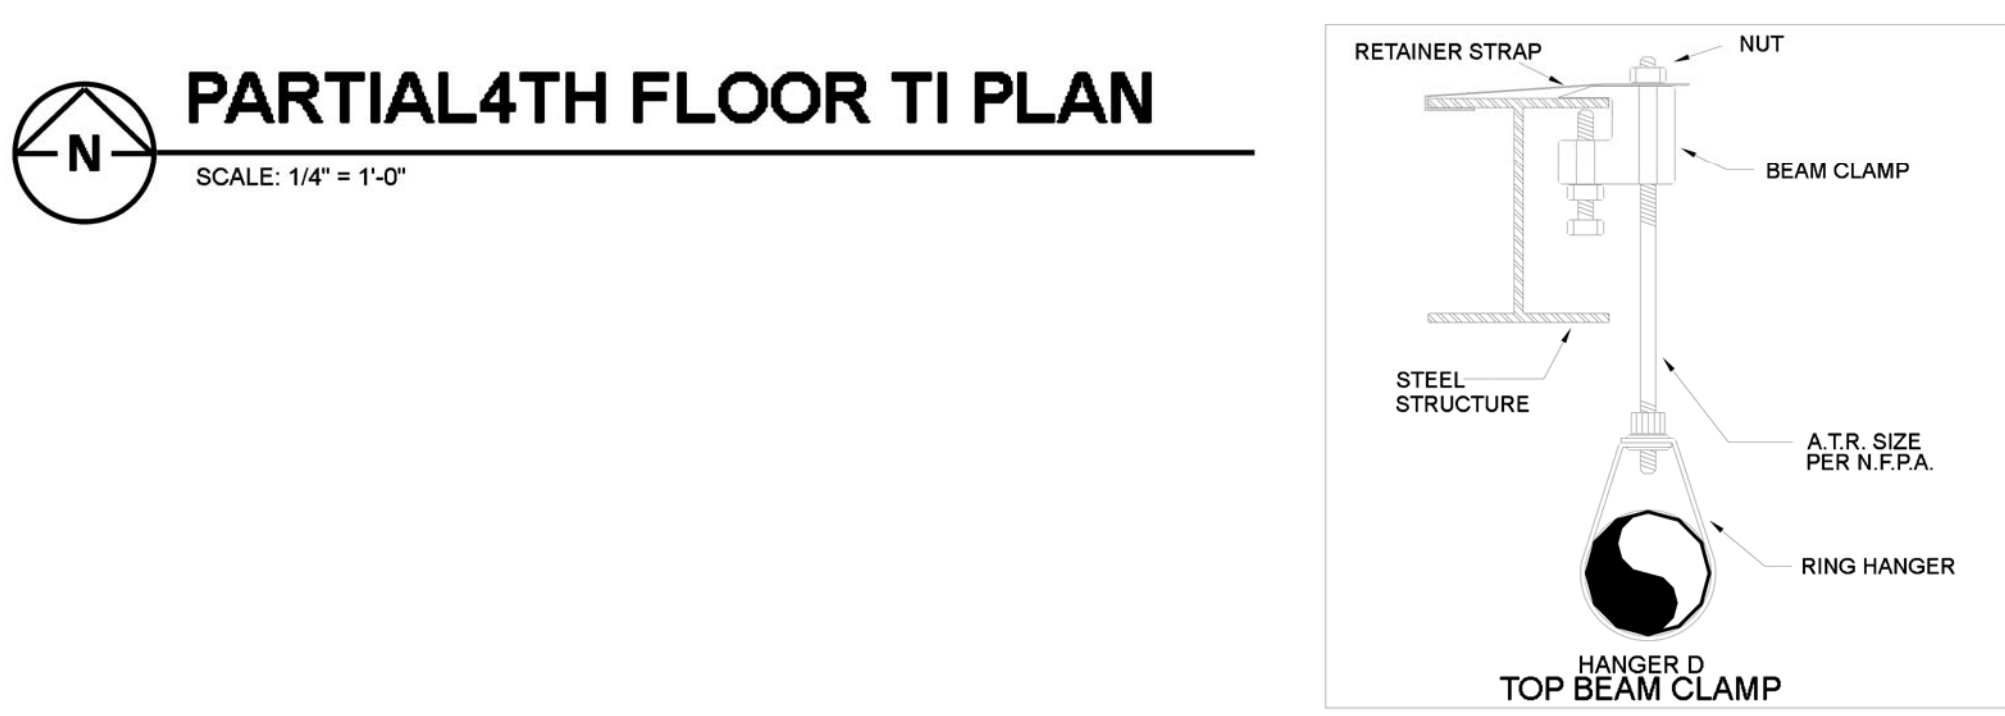 PARTIAL4TH FLOOR TI PLAN
N
SCALE: 1/4" = 1'-0"
RETAINER STRAP
NUT
BEAM CLAMP
STEEL
STRUCTURE
A.T.R. SIZE
PER N.F.P.A.
RING HANGER
HANGER D
TOP BEAM CLAMP